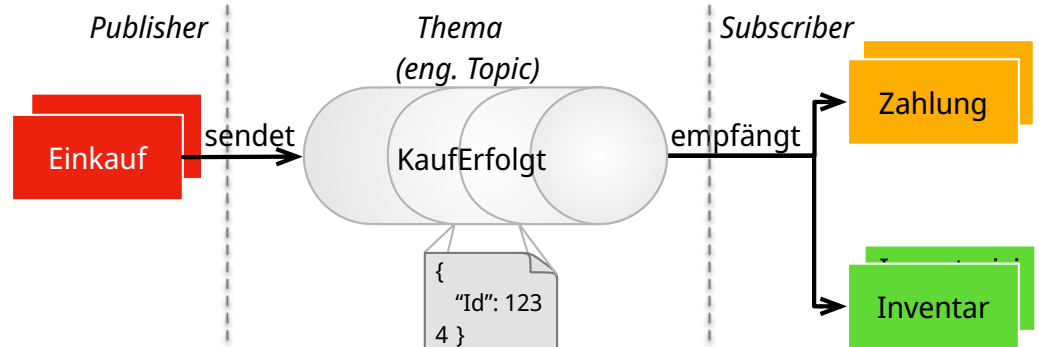 Publisher
Thema
(eng. Topic)
Subscriber
Einkauf
sendet
KaufErfolgt
empfängt
Zahlung
{
“Id”: 123
4 }
Inventar